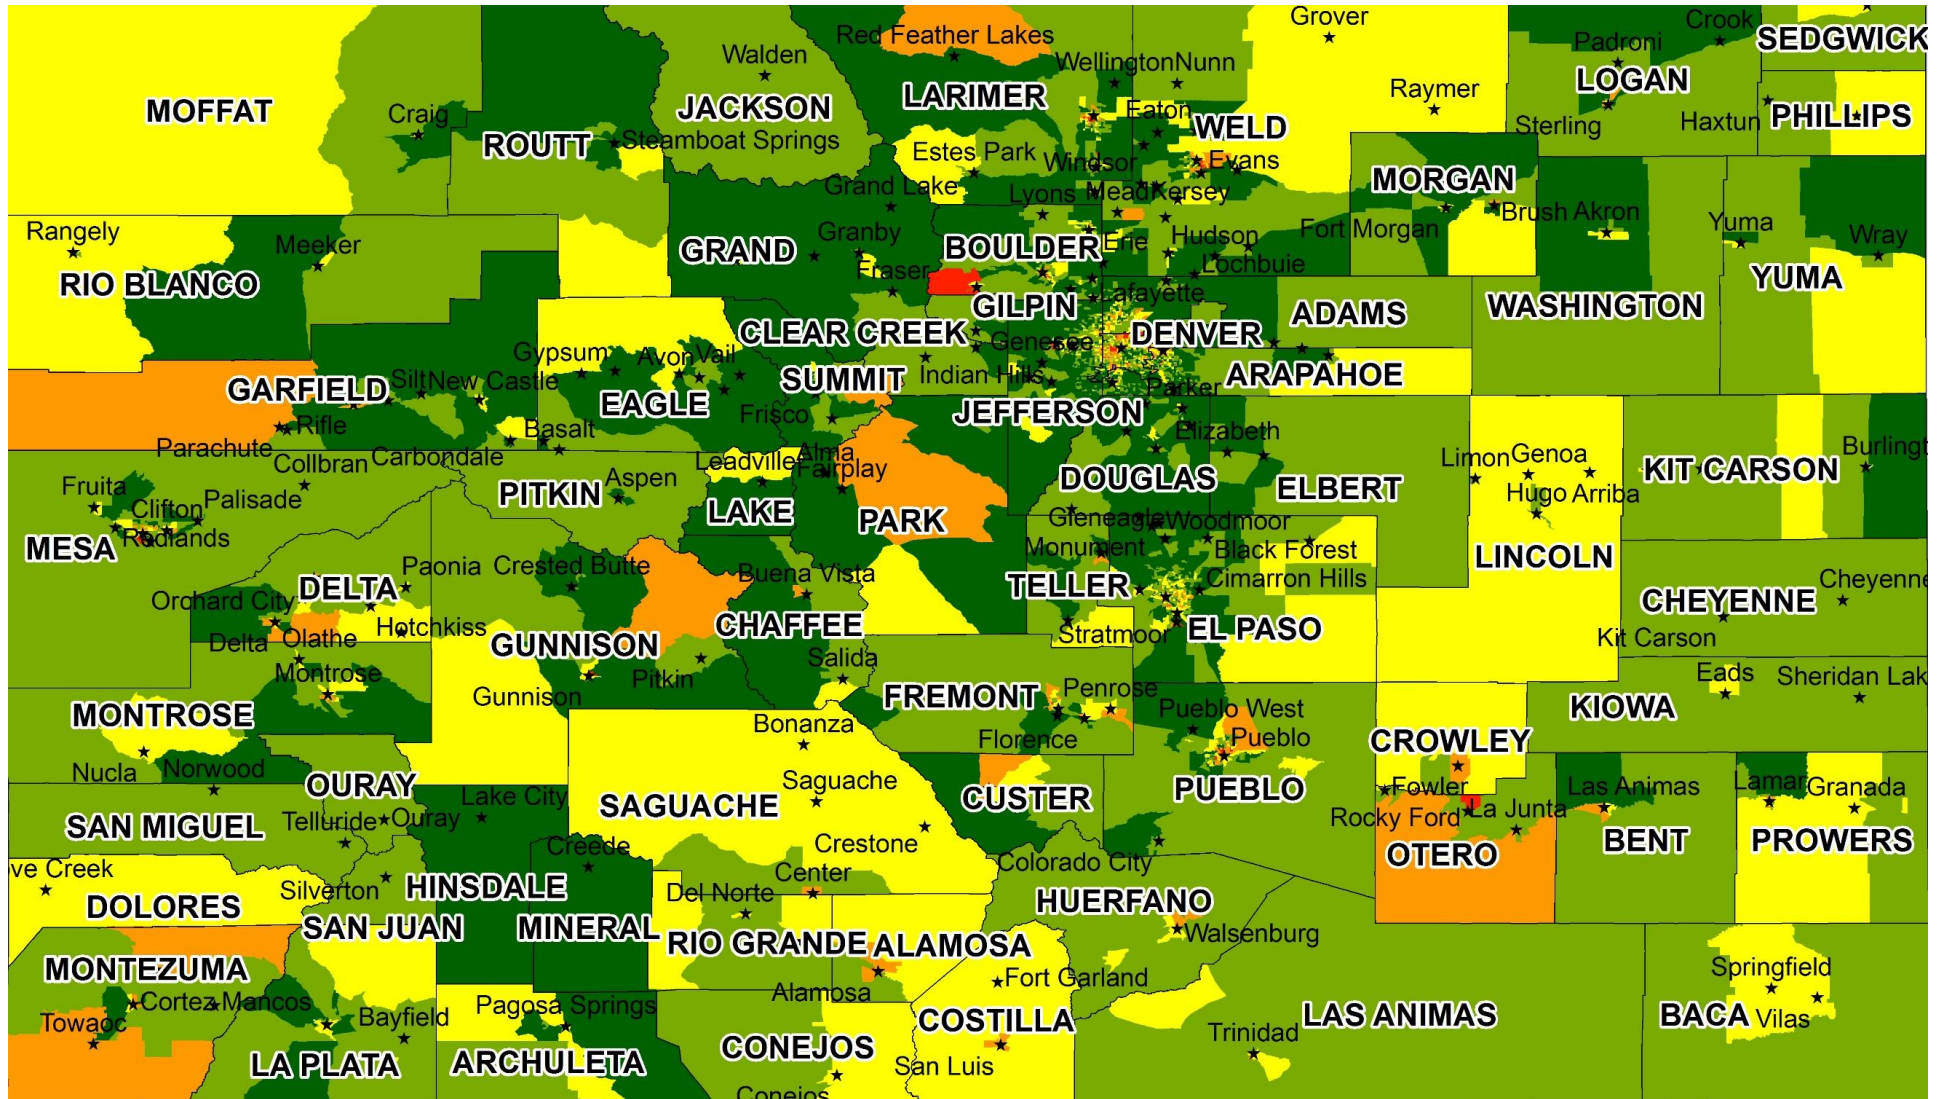 Grover
Crook
Red Feather Lakes
Padroni
SEDGWICK
Walden
Wellington
Nunn
LOGAN
MOFFAT
Craig
JACKSON
LARIMER
Raymer
Eaton
WELD
Sterling
Haxtun
PHILLIPS
ROUTT
Steamboat Springs
Estes Park
Windsor
Evans
Grand Lake
Lyons
Mead
Kersey
MORGAN
Brush
Akron
Rangely
Meeker
GRAND
Granby
BOULDER
Erie
Hudson
Fort Morgan
Yuma
Wray
RIO BLANCO
Fraser
Lochbuie
YUMA
GILPIN
Lafayette
ADAMS
WASHINGTON
CLEAR CREEK
Genesee
DENVER
Gypsum
Avon
Vail
SUMMIT
Indian Hills
Parker
ARAPAHOE
GARFIELD
Silt
New Castle
EAGLE
Frisco
JEFFERSON
Rifle
Basalt
Elizabeth
Parachute
Collbran
Carbondale
Leadville
Alma
Fairplay
Limon
Genoa
KIT CARSON
Burlingt
Fruita
Palisade
PITKIN
Aspen
DOUGLAS
ELBERT
Hugo
Arriba
Clifton
LAKE
PARK
Gleneagle
Woodmoor
MESA
Redlands
Monument
Black Forest
LINCOLN
Paonia
Crested Butte
Buena Vista
TELLER
Cimarron Hills
Cheyenne
DELTA
Orchard City
CHEYENNE
Delta
Olathe
Hotchkiss
GUNNISON
CHAFFEE
Stratmoor
EL PASO
Kit Carson
Montrose
Gunnison
Pitkin
Salida
Eads
Sheridan Lak
FREMONT
Penrose
MONTROSE
Bonanza
Florence
Pueblo West
Pueblo
KIOWA
CROWLEY
Nucla
Norwood
OURAY
Lake City
Saguache
SAGUACHE
CUSTER
PUEBLO
Fowler
Las Animas
Lamar
Granada
SAN MIGUEL
Telluride
Ouray
Rocky Ford
La Junta
BENT
PROWERS
Creede
Crestone
Colorado City
OTERO
ove Creek
Silverton
HINSDALE
Del Norte
Center
DOLORES
HUERFANO
SAN JUAN
MINERAL
RIO GRANDE
ALAMOSA
Walsenburg
MONTEZUMA
Cortez
Mancos
Alamosa
Fort Garland
Springfield
Towaoc
Bayfield
Pagosa Springs
COSTILLA
LAS ANIMAS
BACA
Vilas
LA PLATA
ARCHULETA
CONEJOS
San Luis
Trinidad
Conejos